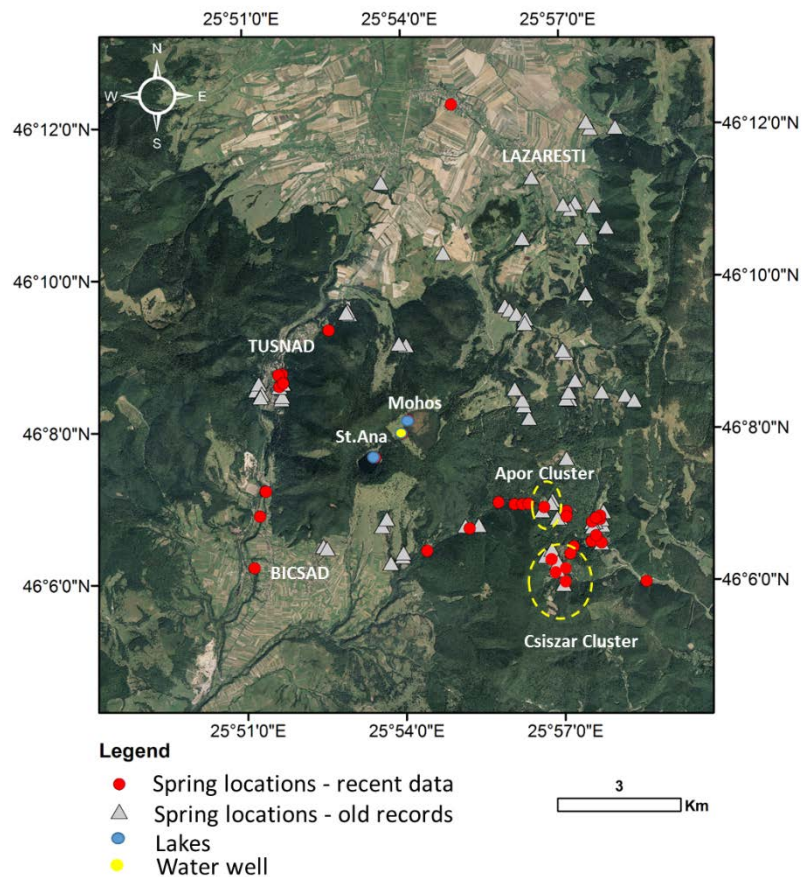 25°51'0"E 25°54'0"E 25°57'0"E
N
W E
S
46°12'0"N 46°12'0"N
LAZARESTI
46°10'0"N 46°10'0"N
TUSNAD
Mohos
46°8'0"N 46°8'0"N
St.Ana
Apor Cluster
BICSAD
46°6'0"N 46°6'0"N
Csiszar Cluster
25°51'0"E 25°54'0"E 25°57'0"E
Legend
Spring locations - recent data
Spring locations - old records
Lakes
Water well
3
Km